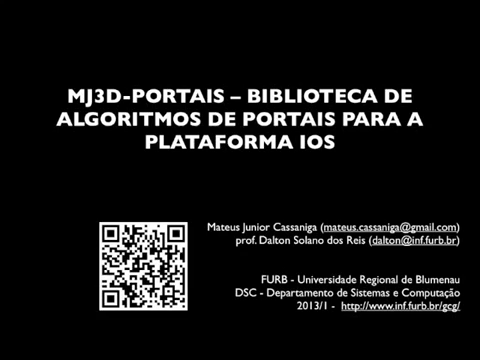 MJ3D-PORTAIS – BIBLIOTECA DE
ALGORITMOS DE PORTAIS PARA A
PLATAFORMA IOS
Mateus Junior Cassaniga (mateus.cassaniga@gmail.com)
prof. Dalton Solano dos Reis (dalton@inf.furb.br)
FURB - Universidade Regional de Blumenau
DSC - Departamento de Sistemas e Computação
2013/1 - http://www.inf.furb.br/gcg/